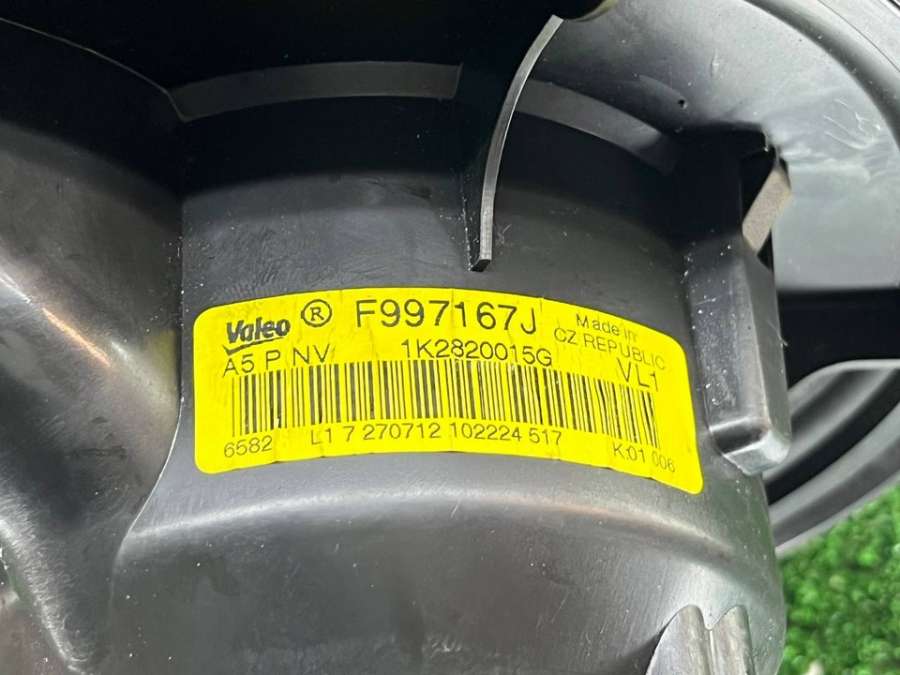 Valeo ® F997167J Made in
CZ REPUBLIC
A5 P NV 1K2820015G VL1
6582 L1 7 270712 102224 517 K:01 006